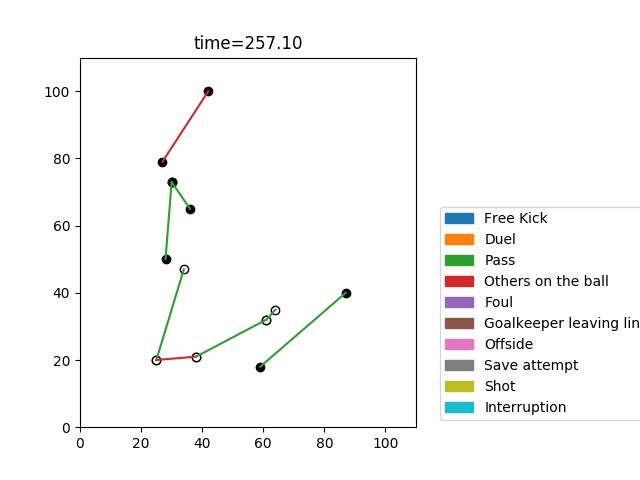 time=257.10
100
80
60
40
20
0
0 20 40 60 80 100
Free Kick
Duel
Pass
Others on the ball
Foul
Goalkeeper leaving lin
Offside
Save attempt
Shot
Interruption